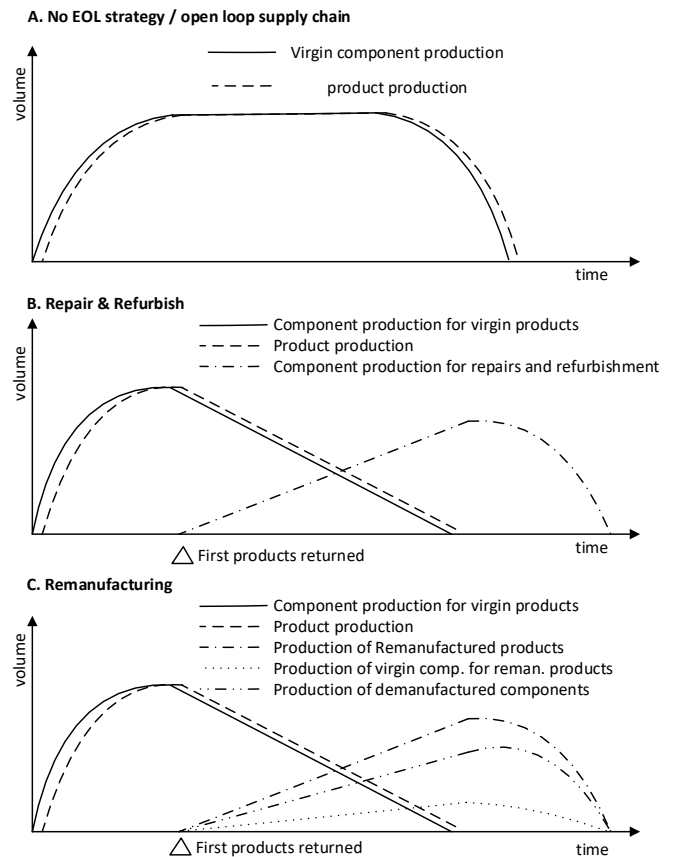 A. No EOL strategy / open loop supply chain
Virgin component production
product production
volume
time
B. Repair & Refurbish
Component production for virgin products
Product production
Component production for repairs and refurbishment
volume
time
First products returned
C. Remanufacturing
Component production for virgin products
Product production
Production of Remanufactured products
Production of virgin comp. for reman. products
Production of demanufactured components
volume
time
First products returned